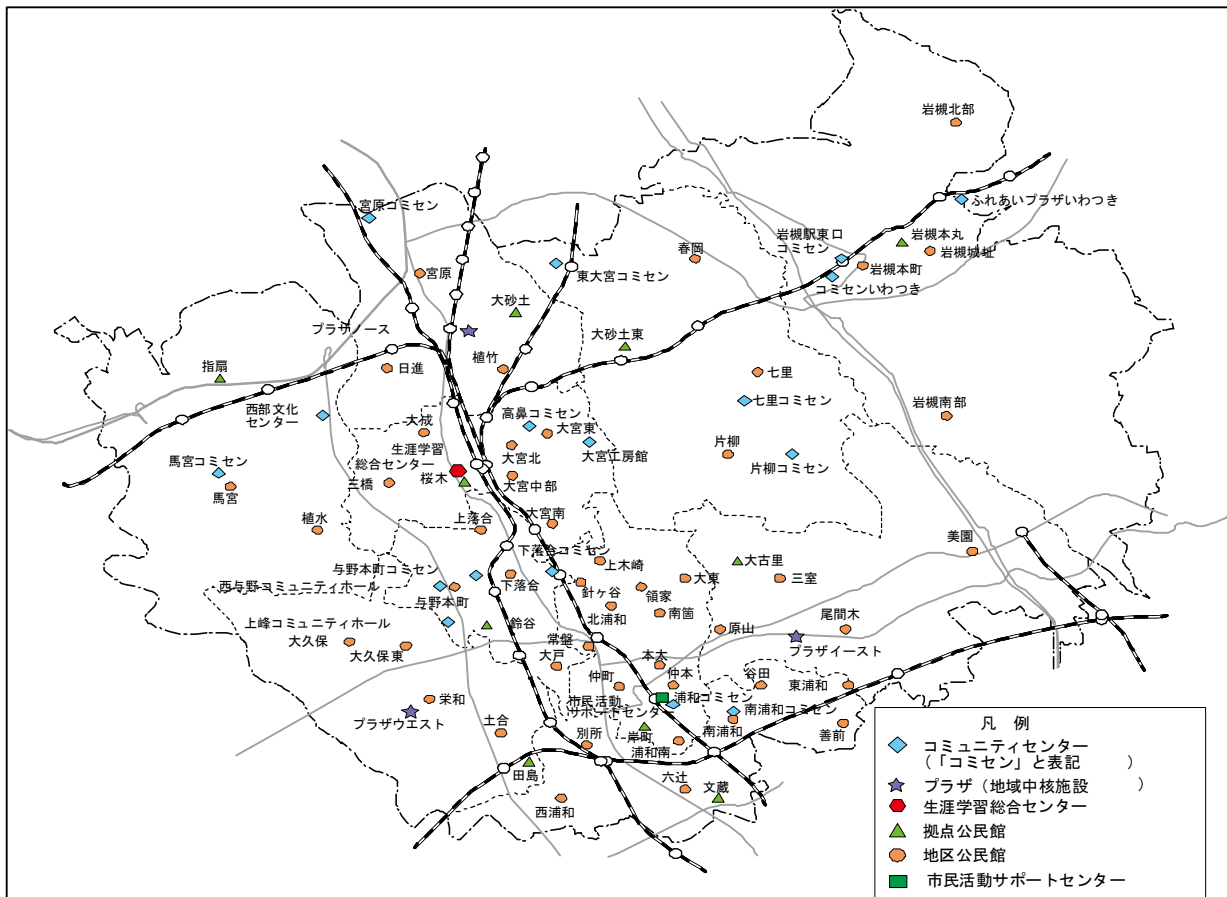 岩槻北部
宮原コミセン
ふれあいプラザいわつき
岩槻駅東口
コミセン
岩槻本丸
岩槻城址
春岡
岩槻本町
宮原
東大宮コミセン
コミセンいわつき
大砂土
プラザノース
大砂土東
指扇
日進
植竹
七里
西部文化
センター
七里コミセン
岩槻南部
大成
高鼻コミセン
大宮東
生涯学習
総合センター
大宮北
大宮工房館
片柳
片柳コミセン
馬宮コミセン
馬宮
三橋
桜木
大宮中部
植水
上落合
大宮南
美園
下落合コミセン
与野本町コミセン
上木崎
大古里
西与野コミュニティホール
下落合
針ヶ谷
大東
三室
領家
与野本町
北浦和
南箇
上峰コミュニティホール
鈴谷
原山
尾間木
大久保
大久保東
常盤
プラザイースト
大戸
本太
仲町
仲本
谷田
東浦和
栄和
市民活動
サポートセンター
浦和コミセン
南浦和コミセン
プラザウエスト
土合
別所
岸町
浦和南
南浦和
善前
田島
六辻
文蔵
西浦和
凡 例
コミュニティセンター
(「コミセン」と表記 )
プラザ(地域中核施設 )
生涯学習総合センター
拠点公民館
地区公民館
市民活動サポートセンター